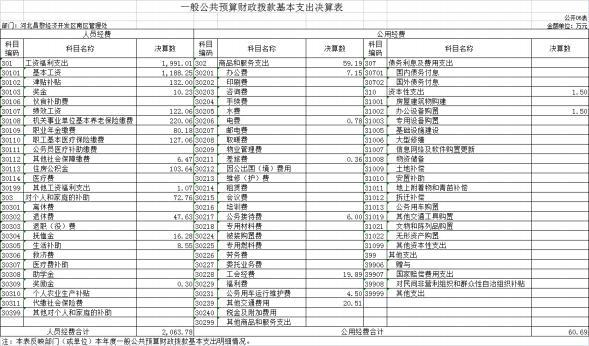 一般公共预算财政拨款基本支出决算表
公开06表
部门：河北昌黎经济开发区南区管理处 金额单位：万元
人员经费 公用经费
科目编码 科目名称 决算数 科目编码 科目名称 决算数 科目编码 科目名称 决算数
301 工资福利支出 1,991.01 302 商品和服务支出 59.19 307 债务利息及费用支出
30101 基本工资 1,188.25 30201 办公费 7.15 30701 国内债务付息
30102 津贴补贴 132.00 30202 印刷费 30702 国外债务付息
30103 奖金 10.23 30203 咨询费 310 资本性支出 1.50
30106 伙食补助费 30204 手续费 31001 房屋建筑物购建
30107 绩效工资 122.06 30205 水费 31002 办公设备购置 1.50
30108 机关事业单位基本养老保险缴费 220.06 30206 电费 0.78 31003 专用设备购置
30109 职业年金缴费 80.18 30207 邮电费 31005 基础设施建设
30110 职工基本医疗保险缴费 127.06 30208 取暖费 31006 大型修缮
30111 公务员医疗补助缴费 30209 物业管理费 31007 信息网络及软件购置更新
30112 其他社会保障缴费 6.47 30211 差旅费 0.36 31008 物资储备
30113 住房公积金 103.64 30212 因公出国（境）费用 31009 土地补偿
30114 医疗费 30213 维修（护）费 31010 安置补助
30199 其他工资福利支出 1.07 30214 租赁费 31011 地上附着物和青苗补偿
303 对个人和家庭的补助 72.76 30215 会议费 31012 拆迁补偿
30301 离休费 30216 培训费 31013 公务用车购置
30302 退休费 47.63 30217 公务接待费 6.00 31019 其他交通工具购置
30303 退职（役）费 30218 专用材料费 31021 文物和陈列品购置
30304 抚恤金 16.28 30224 被装购置费 31022 无形资产购置
30305 生活补助 8.55 30225 专用燃料费 31099 其他资本性支出
30306 救济费 30226 劳务费 399 其他支出
30307 医疗费补助 30227 委托业务费 39906 赠与
30308 助学金 30228 工会经费 19.89 39907 国家赔偿费用支出
30309 奖励金 0.30 30229 福利费 39908 对民间非营利组织和群众性自治组织补贴
30310 个人农业生产补贴 30231 公务用车运行维护费 4.50 39999 其他支出
30311 代缴社会保险费 30239 其他交通费用 20.51
30399 其他对个人和家庭的补助 30240 税金及附加费用
30299 其他商品和服务支出
人员经费合计 2,063.78 公用经费合计 60.69
注：本表反映部门（或单位）本年度一般公共预算财政拨款基本支出明细情况。